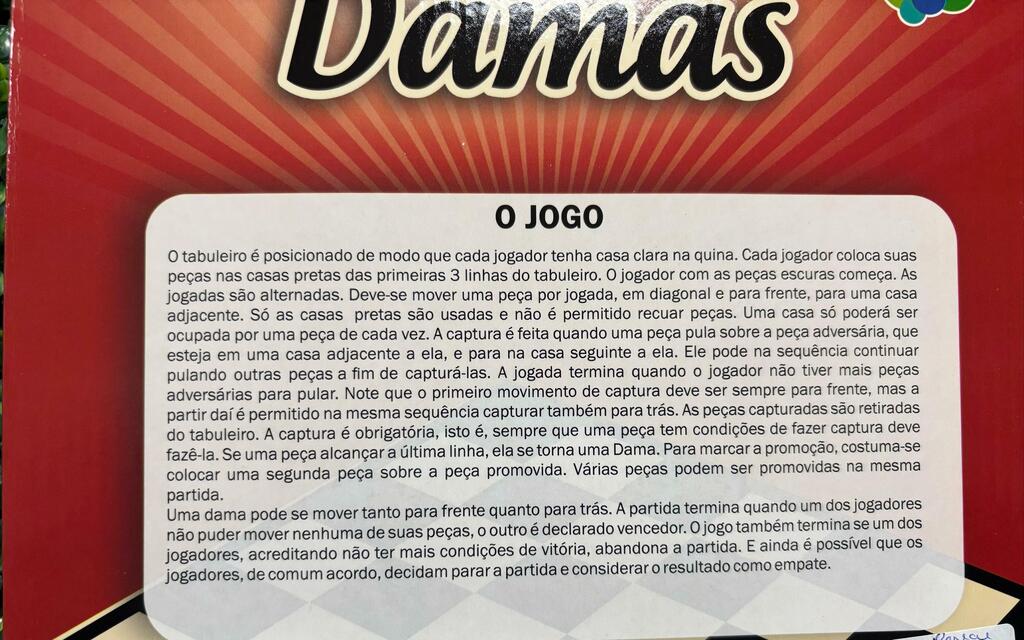 Damas
O JOGO
O tabuleiro é posicionado de modo que cada jogador tenha casa clara na quina. Cada jogador coloca suas
peças nas casas pretas das primeiras 3 linhas do tabuleiro. O jogador com as peças escuras começa. As
jogadas são alternadas. Deve-se mover uma peça por jogada, em diagonal e para frente, para uma casa
adjacente. Só as casas pretas são usadas e não é permitido recuar peças. Uma casa só poderá ser
ocupada por uma peça de cada vez. A captura é feita quando uma peça pula sobre a peça adversária, que
esteja em uma casa adjacente a ela, e para na casa seguinte a ela. Ele pode na sequência continuar
pulando outras peças a fim de capturá-las. A jogada termina quando o jogador não tiver mais peças
adversárias para pular. Note que o primeiro movimento de captura deve ser sempre para frente, mas a
partir daí é permitido na mesma sequência capturar também para trás. As peças capturadas são retiradas
do tabuleiro. A captura é obrigatória, isto é, sempre que uma peça tem condições de fazer captura deve
fazê-la. Se uma peça alcançar a última linha, ela se torna uma Dama. Para marcar a promoção, costuma-se
colocar uma segunda peça sobre a peça promovida. Várias peças podem ser promovidas na mesma
partida.
Uma dama pode se mover tanto para frente quanto para trás. A partida termina quando um dos jogadores
não puder mover nenhuma de suas peças, o outro é declarado vencedor. O jogo também termina se um dos
jogadores, acreditando não ter mais condições de vitória, abandona a partida. E ainda é possível que os
jogadores, de comum acordo, decidam parar a partida e considerar o resultado como empate.